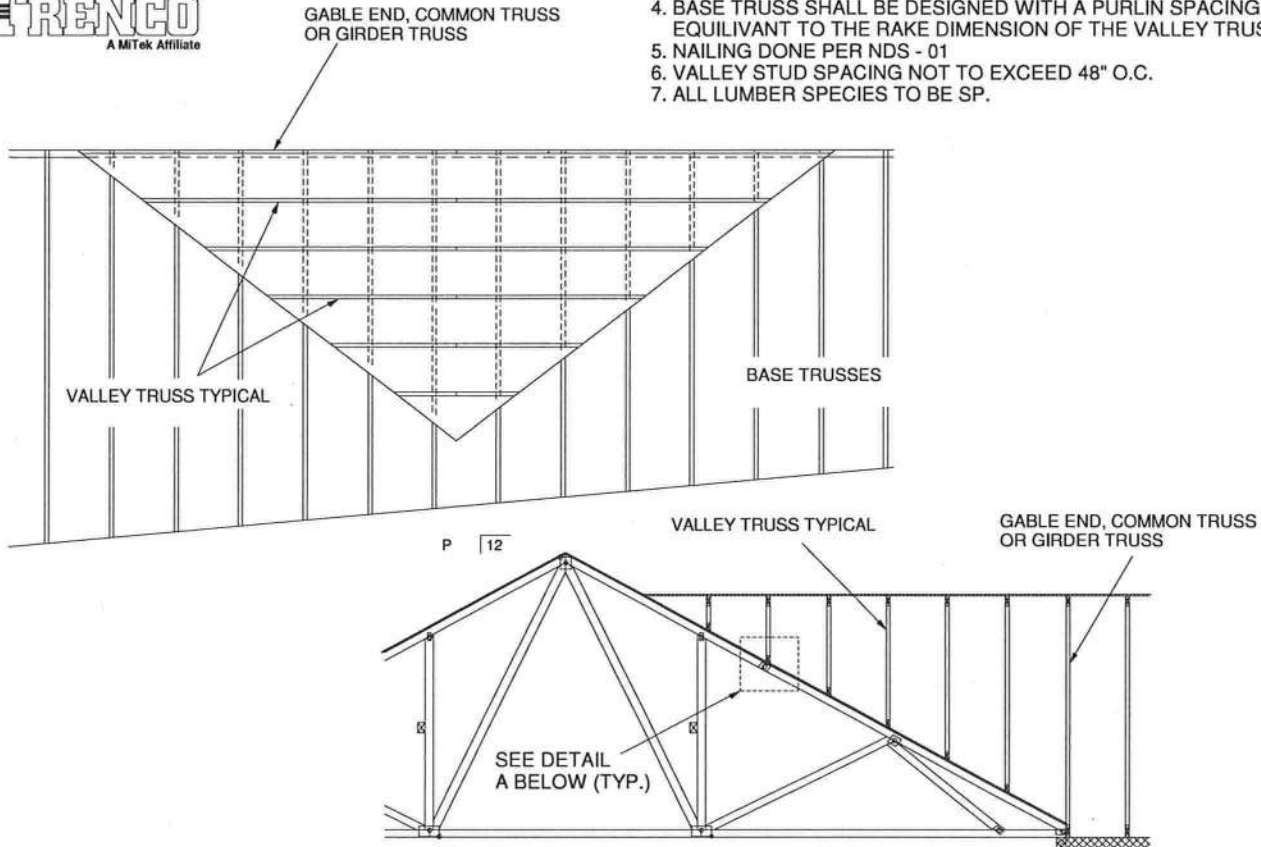 TRENCO
A MiTek Affiliate
GABLE END, COMMON TRUSS
OR GIRDER TRUSS
4. BASE TRUSS SHALL BE DESIGNED WITH A PURLIN SPACING
EQUILIVANT TO THE RAKE DIMENSION OF THE VALLEY TRUS
5. NAILING DONE PER NDS - 01
6. VALLEY STUD SPACING NOT TO EXCEED 48" O.C.
7. ALL LUMBER SPECIES TO BE SP.
VALLEY TRUSS TYPICAL
BASE TRUSSES
P 12
VALLEY TRUSS TYPICAL
GABLE END, COMMON TRUSS
OR GIRDER TRUSS
SEE DETAIL
A BELOW (TYP.)